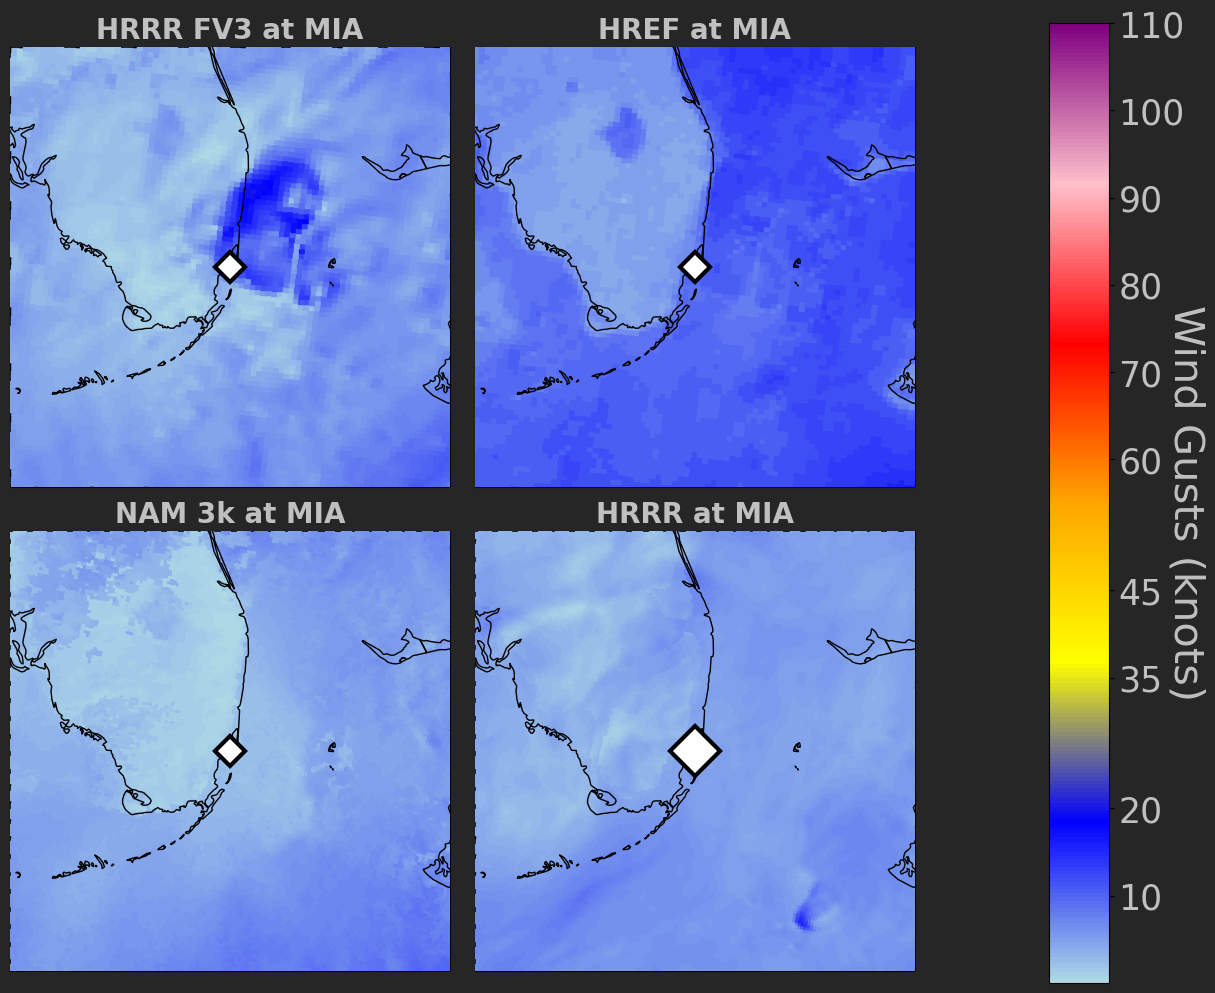 HRRR FV3 at MIA
HREF at MIA
NAM 3k at MIA
HRRR at MIA
110
100
90
80
70
60
45
35
20
10
Wind Gusts (knots)